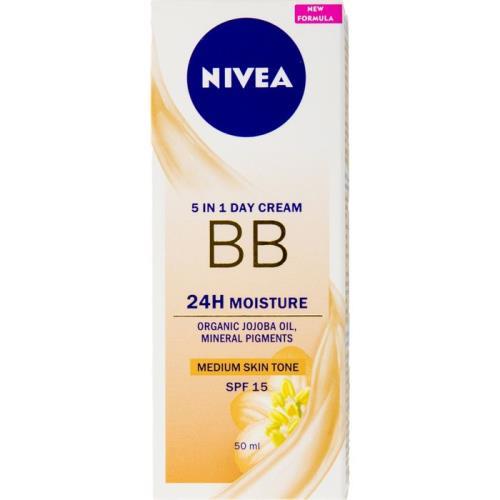 NEW
FORMULA
NIVEA
5 IN 1 DAY CREAM
BB
24H MOISTURE
ORGANIC JOJOBA OIL,
MINERAL PIGMENTS
MEDIUM SKIN TONE
SPF 15
50 ml